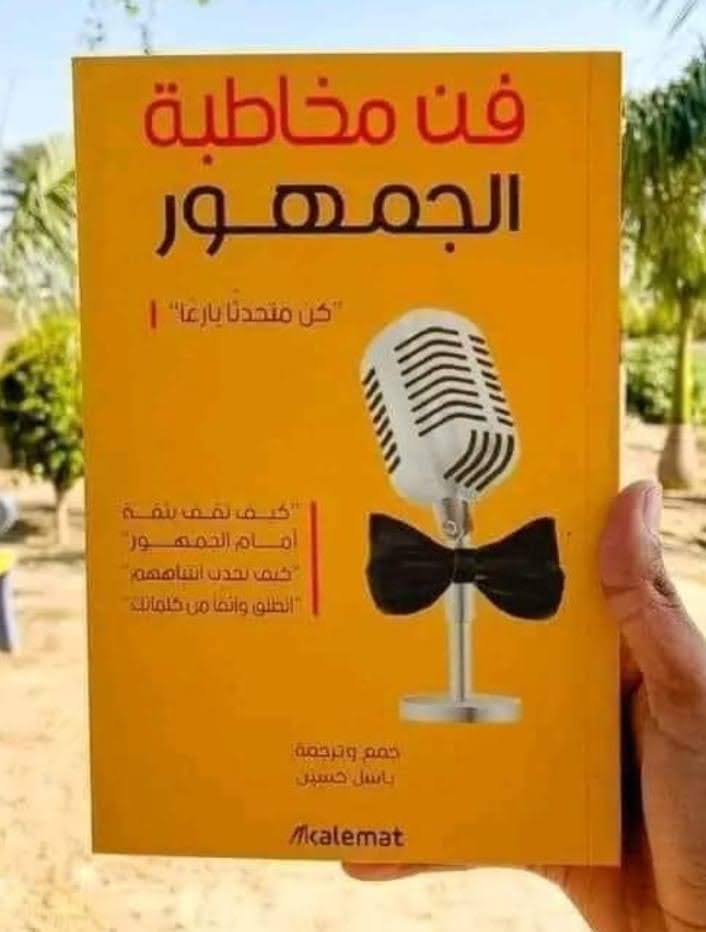 فن مخاطبة
الجمهور
"كن متحدثًا بارعًا"
"كيف تقف بثقة
أمام الجمهور"
"كيف تجذب انتباههم"
"انطلق واثقا من كلماتك"
جمع وترجمة
باسل حسين
kalemat